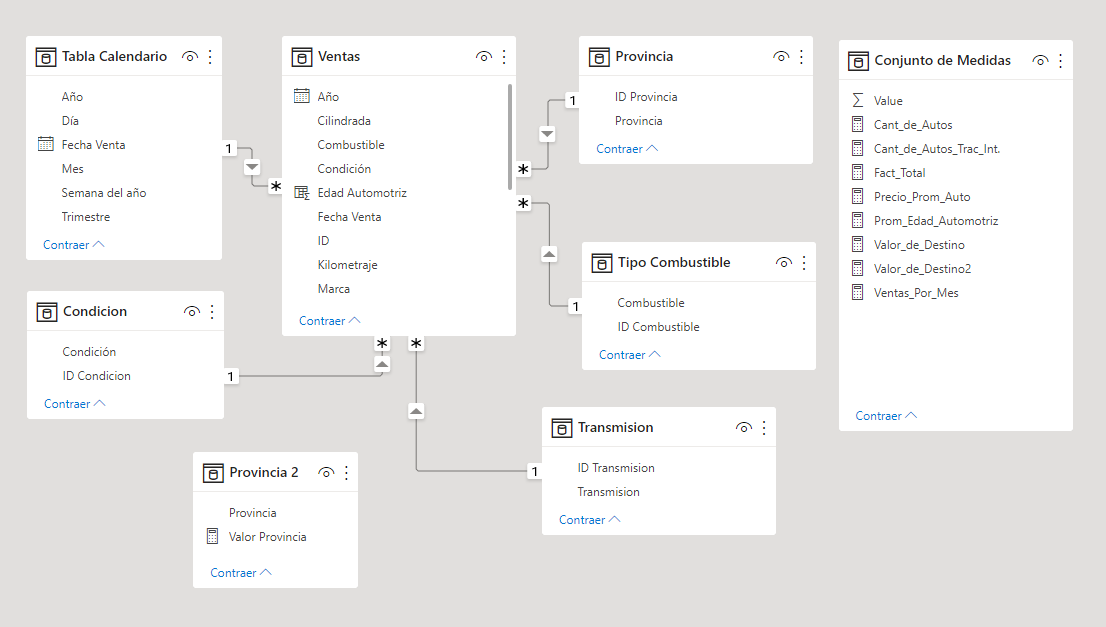 Tabla Calendario
Año
Día
Fecha Venta
Mes
Semana del año
Trimestre
Contraer
Ventas
Año
Cilindrada
Combustible
Condición
Edad Automotriz
Fecha Venta
ID
Kilometraje
Marca
Contraer
Provincia
ID Provincia
Provincia
Contraer
Conjunto de Medidas
Value
Cant_de_Autos
Cant_de_Autos_Trac_Int.
Fact_Total
Precio_Prom_Auto
Prom_Edad_Automotriz
Valor_de_Destino
Valor_de_Destino2
Ventas_Por_Mes
Contraer
1
*
1
*
*
1
Tipo Combustible
Combustible
ID Combustible
Contraer
Condicion
Condición
ID Condicion
Contraer
1
*
*
1
Transmision
ID Transmision
Transmision
Contraer
Provincia 2
Provincia
Valor Provincia
Contraer